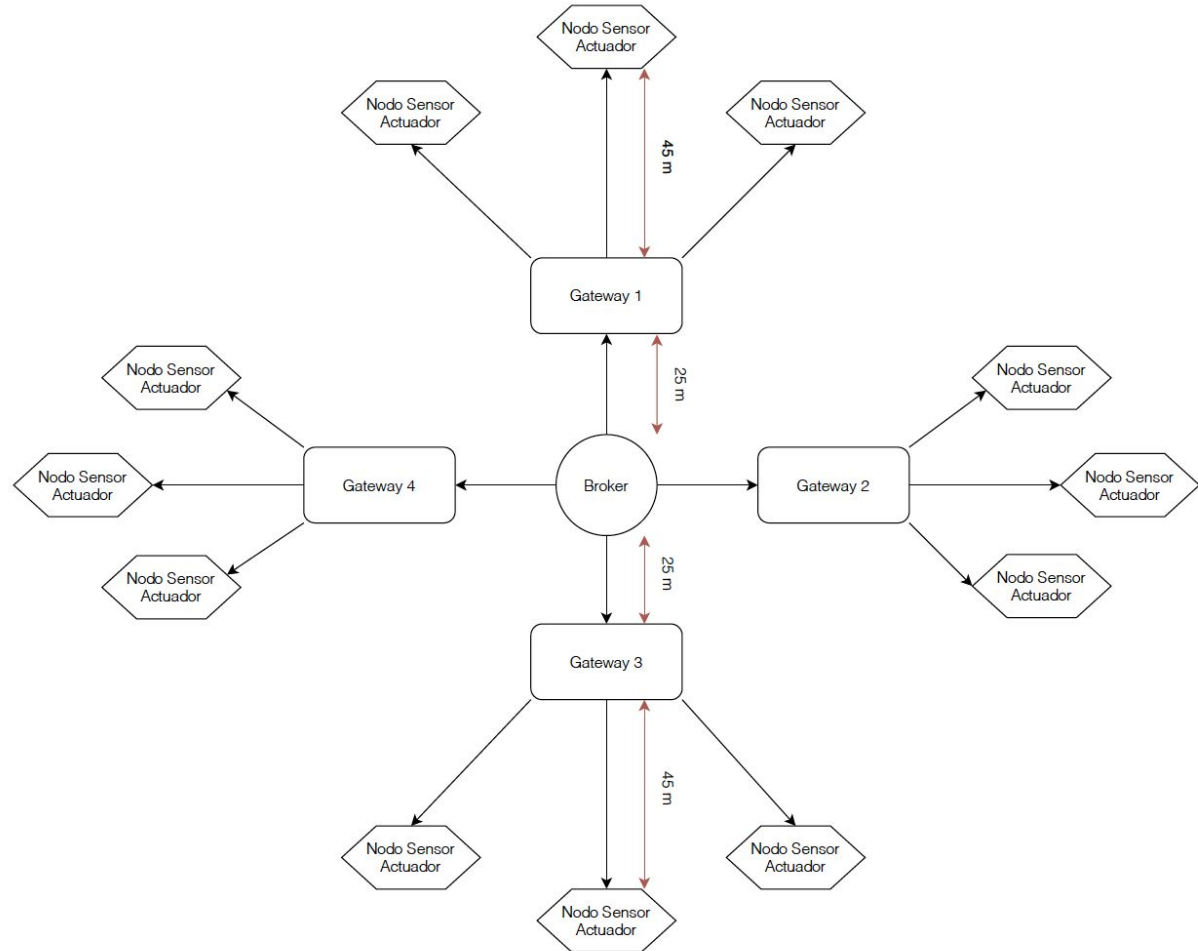 Nodo Sensor
Actuador
Nodo Sensor
Actuador
Nodo Sensor
Actuador
45 m
Gateway 1
25 m
Nodo Sensor
Actuador
Nodo Sensor
Actuador
Nodo Sensor
Actuador
Gateway 4
Broker
Gateway 2
Nodo Sensor
Actuador
Nodo Sensor
Actuador
Nodo Sensor
Actuador
25 m
Gateway 3
45 m
Nodo Sensor
Actuador
Nodo Sensor
Actuador
Nodo Sensor
Actuador